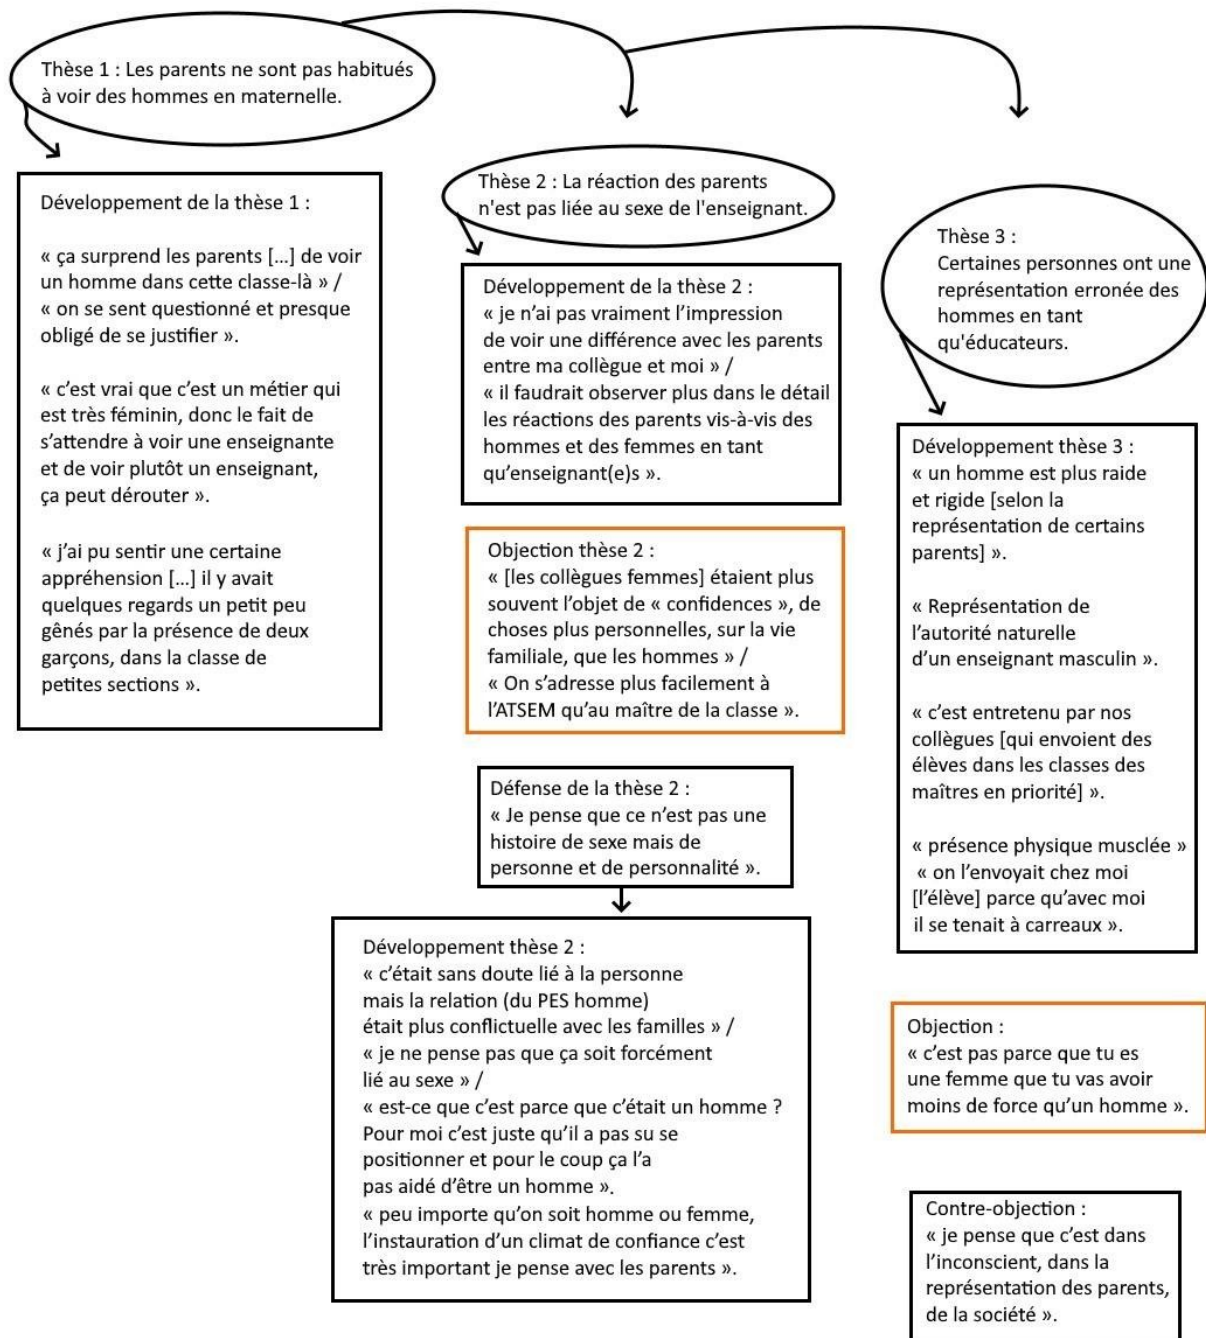 Thèse 1 : Les parents ne sont pas habitués
à voir des hommes en maternelle.
Développement de la thèse 1 :
« ça surprend les parents [...] de voir
un homme dans cette classe-là » /
« on se sent questionné et presque
obligé de se justifier ».
« c’est vrai que c’est un métier qui
est très féminin, donc le fait de
s’attendre à voir une enseignante
et de voir plutôt un enseignant,
ça peut dérouter ».
« j’ai pu sentir une certaine
appréhension [...] il y avait
quelques regards un petit peu
gênés par la présence de deux
garçons, dans la classe de
petites sections ».
Thèse 2 : La réaction des parents
n'est pas liée au sexe de l'enseignant.
Développement de la thèse 2 :
« je n’ai pas vraiment l’impression
de voir une différence avec les parents
entre ma collègue et moi » /
« il faudrait observer plus dans le détail
les réactions des parents vis-à-vis des
hommes et des femmes en tant
qu’enseignant(e)s ».
Objection thèse 2 :
« [les collègues femmes] étaient plus
souvent l’objet de « confidences », de
choses plus personnelles, sur la vie
familiale, que les hommes » /
« On s’adresse plus facilement à
l’ATSEM qu’au maître de la classe ».
Défense de la thèse 2 :
« Je pense que ce n’est pas une
histoire de sexe mais de
personne et de personnalité ».
Développement thèse 2 :
« c’était sans doute lié à la personne
mais la relation (du PES homme)
était plus conflictuelle avec les familles » /
« je ne pense pas que ça soit forcément
lié au sexe » /
« est-ce que c’est parce que c’était un homme ?
Pour moi c’est juste qu’il a pas su se
positionner et pour le coup ça l’a
pas aidé d’être un homme ».
« peu importe qu’on soit homme ou femme,
l’instauration d’un climat de confiance c’est
très important je pense avec les parents ».
Thèse 3 :
Certaines personnes ont une
représentation erronée des
hommes en tant
qu'éducateurs.
Développement thèse 3 :
« un homme est plus raide
et rigide [selon la
représentation de certains
parents] ».
« Représentation de
l’autorité naturelle
d’un enseignant masculin ».
« c’est entretenu par nos
collègues [qui envoient des
élèves dans les classes des
maîtres en priorité] ».
« présence physique musclée »
« on l’envoyait chez moi
[l’élève] parce qu’avec moi
il se tenait à carreaux ».
Objection :
« c’est pas parce que tu es
une femme que tu vas avoir
moins de force qu’un homme ».
Contre-objection :
« je pense que c’est dans
l’inconscient, dans la
représentation des parents,
de la société ».